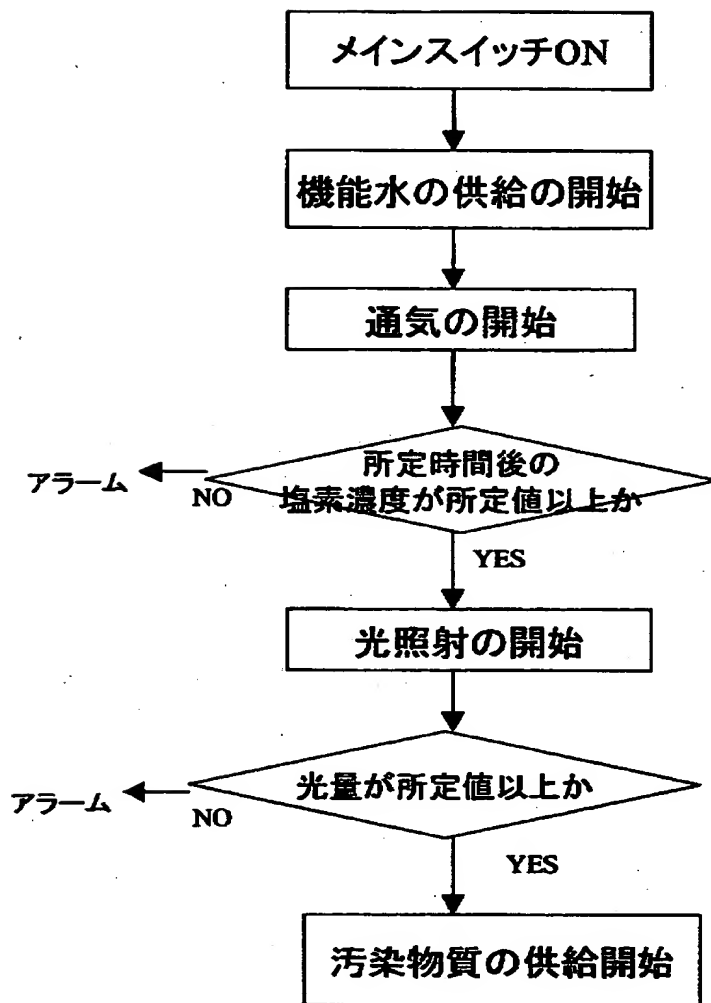 メインスイッチON
機能水の供給の開始
通気の開始
所定時間後の
塩素濃度が所定値以上か
アラーム
NO
YES
光照射の開始
光量が所定値以上か
アラーム
NO
YES
汚染物質の供給開始